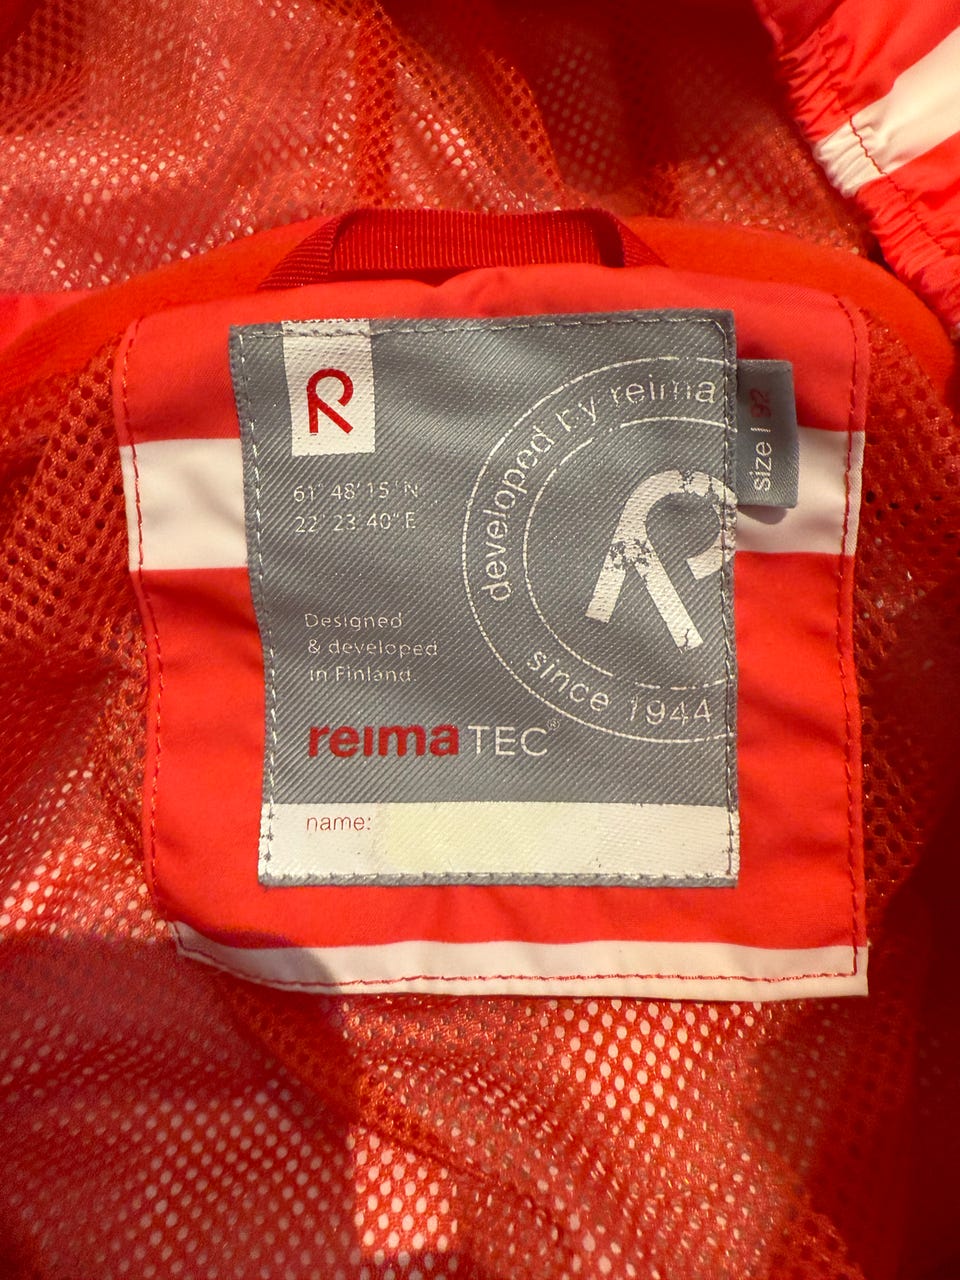 R
61° 48' 15" N
22° 23' 40" E
developed by reima
since 1944
Designed
& developed
in Finland
reima TEC®
name:
size | 92